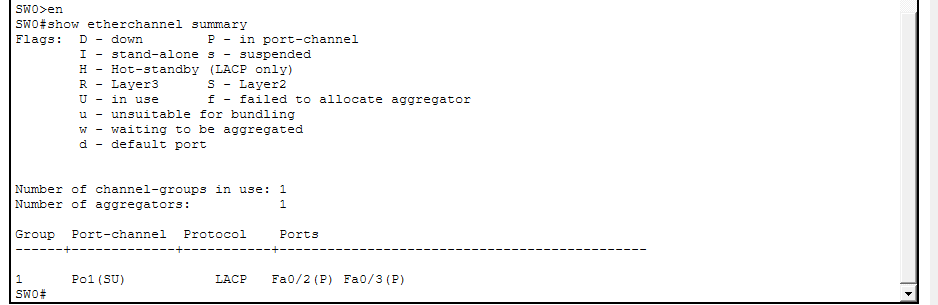 SW0>en
SW0#show etherchannel summary
Flags:  D - down        P - in port-channel
        I - stand-alone s - suspended
        H - Hot-standby (LACP only)
        R - Layer3      S - Layer2
        U - in use      f - failed to allocate aggregator
        u - unsuitable for bundling
        w - waiting to be aggregated
        d - default port
Number of channel-groups in use: 1
Number of aggregators:           1
Group  Port-channel  Protocol    Ports
------+-------------+-----------+----------------------------------------------
1      Po1(SU)           LACP   Fa0/2(P) Fa0/3(P)
SW0#